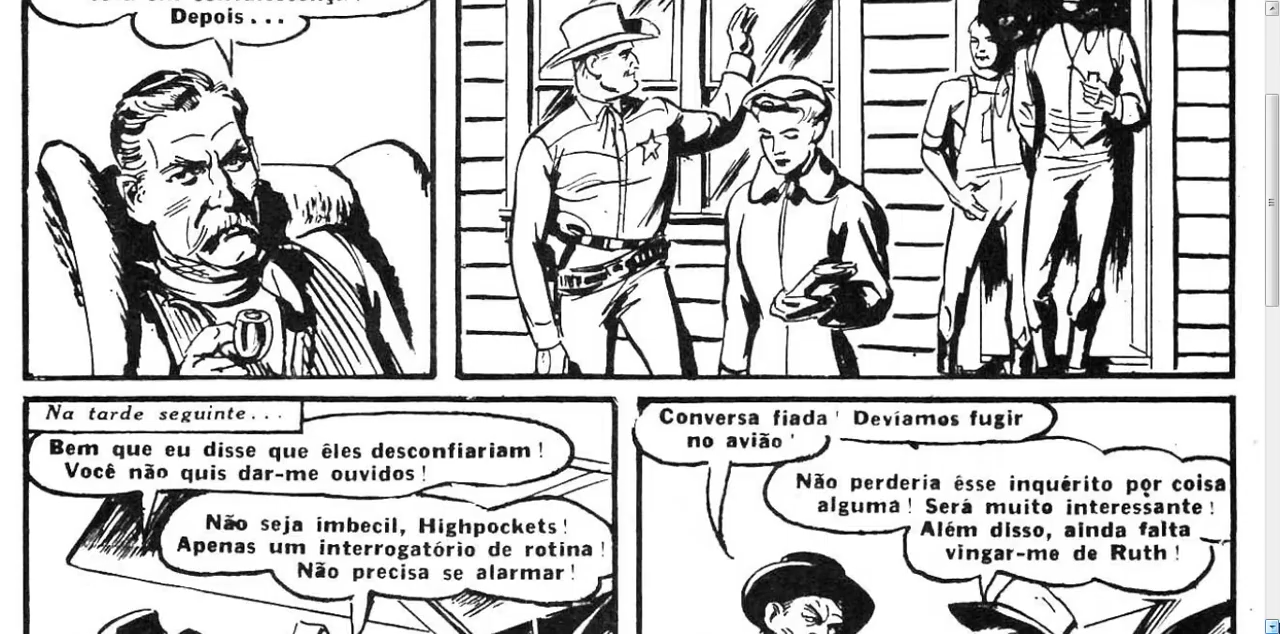 Depois...
Na tarde seguinte...
Bem que eu disse que êles desconfiariam!
Você não quis dar-me ouvidos!
Não seja imbecil, Highpockets!
Apenas um interrogatório de rotina!
Não precisa se alarmar!
Conversa fiada! Devíamos fugir
no avião!
Não perderia êsse inquérito por coisa
alguma! Será muito interessante!
Além disso, ainda falta
vingar-me de Ruth!